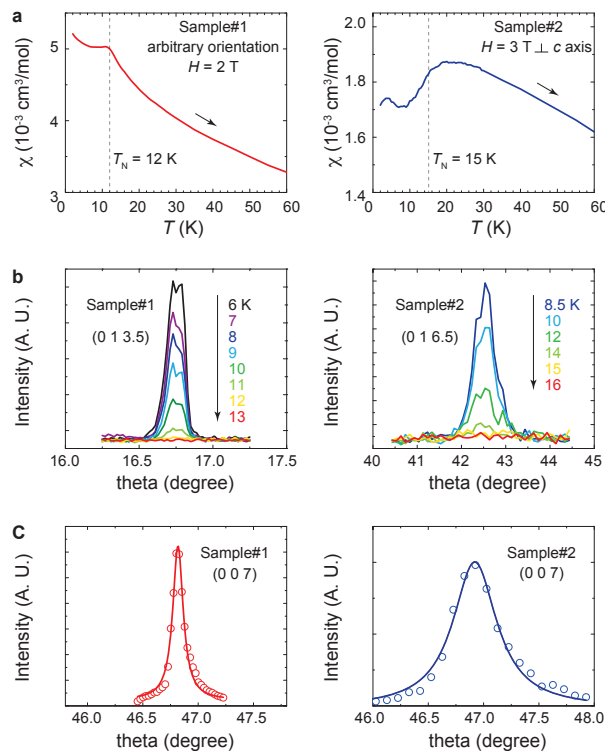 a
Sample#1
arbitrary orientation
H = 2 T
T_N = 12 K
χ (10⁻³ cm³/mol)
5
4
3
0 10 20 30 40 50 60
T (K)
Sample#2
H = 3 T ⊥ c axis
T_N = 15 K
χ (10⁻³ cm³/mol)
2.0
1.8
1.6
1.4
0 10 20 30 40 50 60
T (K)
b
Sample#1
(0 1 3.5)
6 K
7
8
9
10
11
12
13
Intensity (A. U.)
16.0 16.5 17.0 17.5
theta (degree)
Sample#2
(0 1 6.5)
8.5 K
10
12
14
15
16
Intensity (A. U.)
40 41 42 43 44 45
theta (degree)
C
Sample#1
(0 0 7)
Intensity (A. U.)
46.0 46.5 47.0 47.5
theta (degree)
Sample#2
(0 0 7)
Intensity (A. U.)
46.0 46.5 47.0 47.5 48.0
theta (degree)